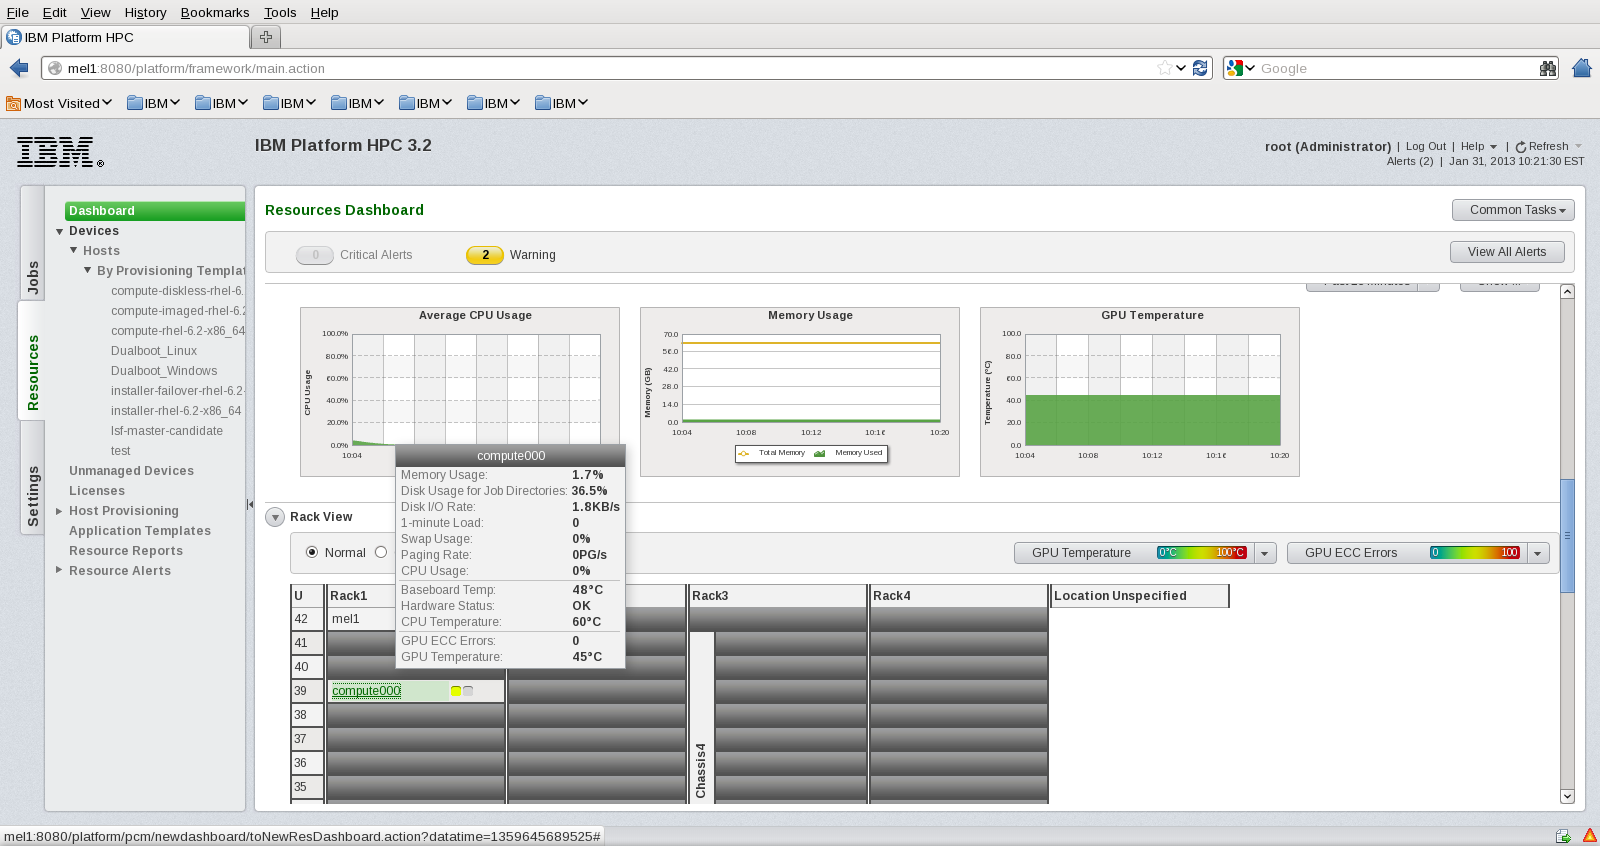 File Edit View History Bookmarks Tools Help
IBM Platform HPC
mel1:8080/platform/framework/main.action
Google
Most Visited IBM IBM IBM IBM IBM IBM IBM
IBM®
IBM Platform HPC 3.2
root (Administrator) | Log Out | Help | Refresh
Alerts (2) | Jan 31, 2013 10:21:30 EST
Jobs
Resources
Settings
Dashboard
Devices
Hosts
By Provisioning Templat
compute-diskless-rhel-6.
compute-imaged-rhel-6.2
compute-rhel-6.2-x86_64
Dualboot_Linux
Dualboot_Windows
installer-failover-rhel-6.2-
installer-rhel-6.2-x86_64
lsf-master-candidate
test
Unmanaged Devices
Licenses
Host Provisioning
Application Templates
Resource Reports
Resource Alerts
Resources Dashboard
Common Tasks
0 Critical Alerts
2 Warning
View All Alerts
Average CPU Usage
CPU Usage
100.0%
80.0%
60.0%
40.0%
20.0%
0.0%
10:04
Memory Usage
Memory (GB)
70.0
56.0
42.0
28.0
14.0
0.0
10:04 10:08 10:12 10:16 10:20
Total Memory Memory Used
GPU Temperature
Temperature (°C)
100.0
80.0
60.0
40.0
20.0
0.0
10:04 10:08 10:12 10:16 10:20
compute000
Memory Usage: 1.7%
Disk Usage for Job Directories: 36.5%
Disk I/O Rate: 1.8KB/s
1-minute Load: 0
Swap Usage: 0%
Paging Rate: 0PG/s
CPU Usage: 0%
Baseboard Temp: 48°C
Hardware Status: OK
CPU Temperature: 60°C
GPU ECC Errors: 0
GPU Temperature: 45°C
Rack View
Normal
GPU Temperature 0°C 100°C
GPU ECC Errors 0 100
U Rack1 Rack3 Rack4 Location Unspecified
42 mel1
41
40
39 compute000
38
37
36
35
Chassis4
mel1:8080/platform/pcm/newdashboard/toNewResDashboard.action?datatime=1359645689525#